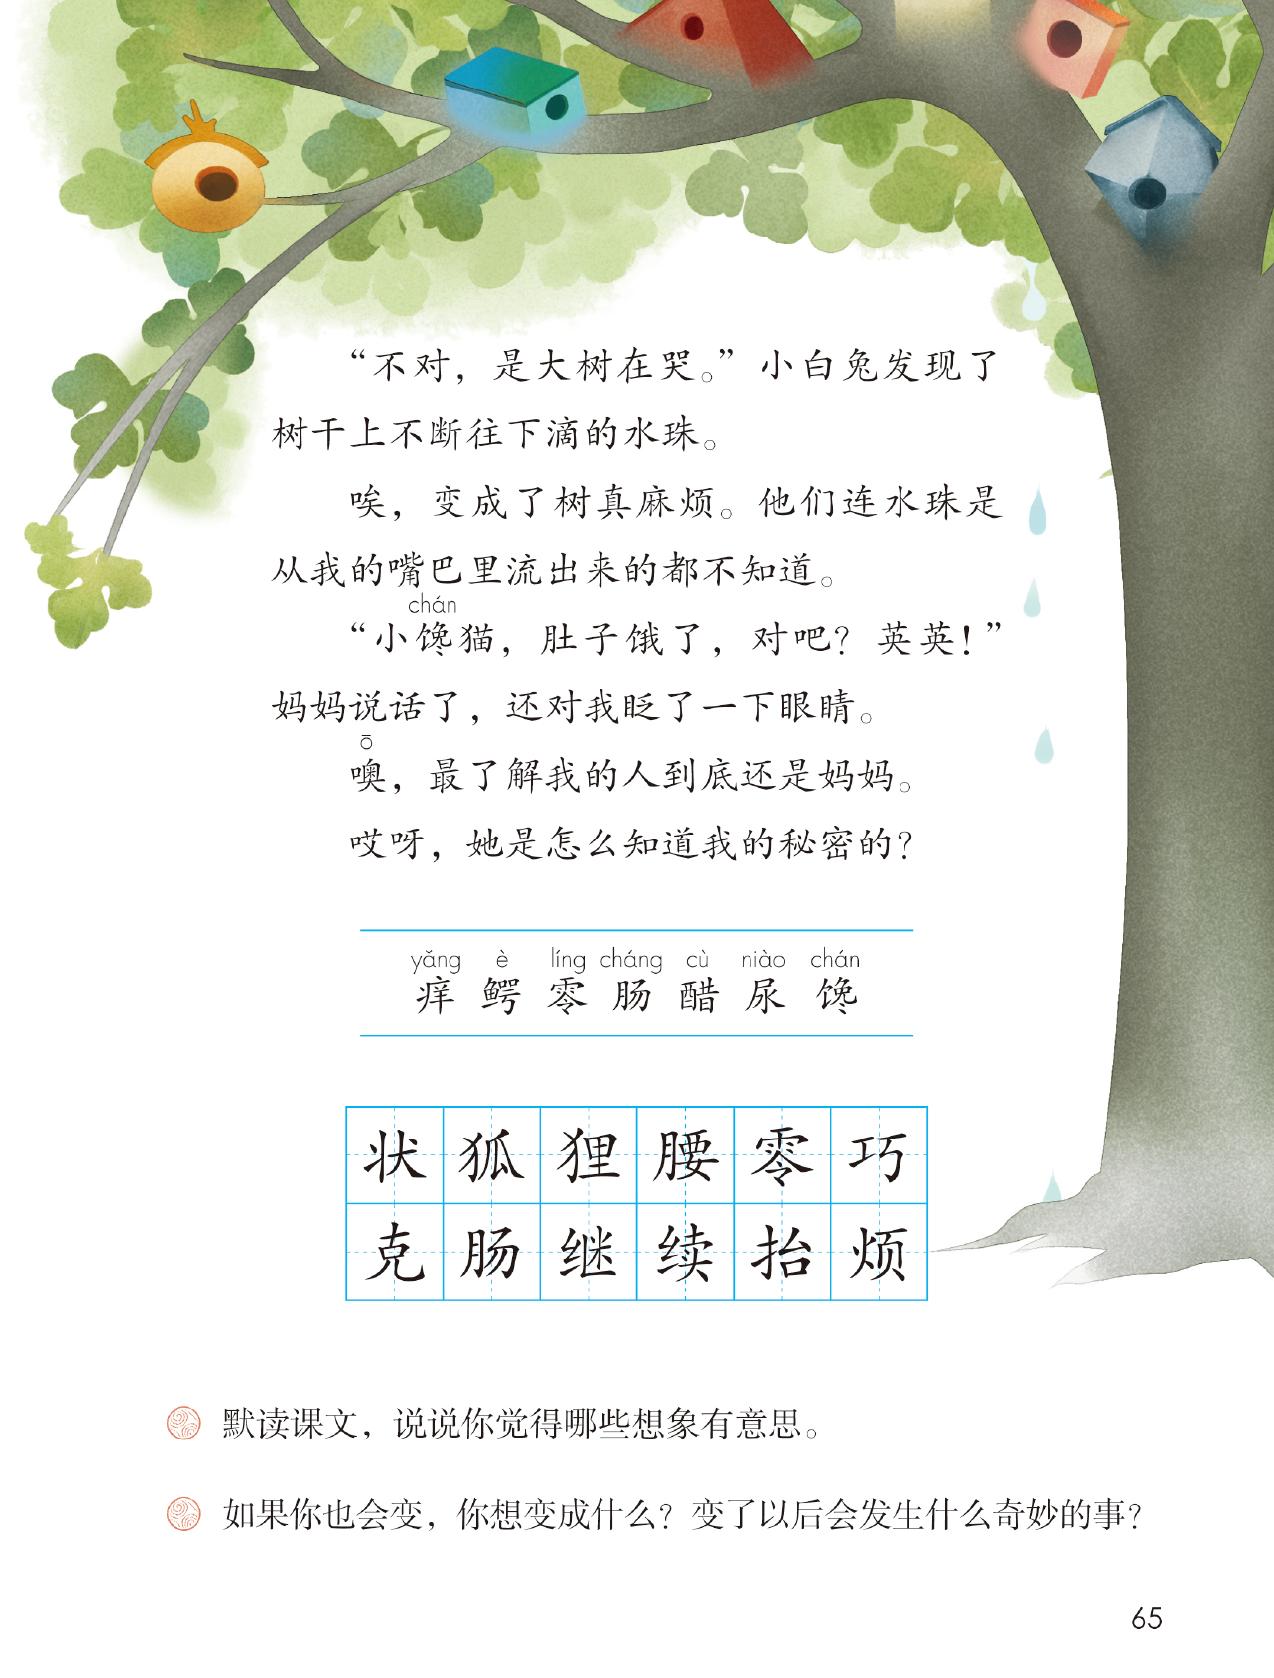 “不对，是大树在哭。”小白兔发现了
树干上不断往下滴的水珠。
唉，变成了树真麻烦。他们连水珠是
从我的嘴巴里流出来的都不知道。
chán
“小馋猫，肚子饿了，对吧？英英！”
妈妈说话了，还对我眨了一下眼睛。
ō
噢，最了解我的人到底还是妈妈。
哎呀，她是怎么知道我的秘密的？
yǎng è líng cháng cù niào chán
痒 鳄 零 肠 醋 尿 馋
状 狐 狸 腰 零 巧
克 肠 继 续 抬 烦
默读课文，说说你觉得哪些想象有意思。
如果你也会变，你想变成什么？变了以后会发生什么奇妙的事？
65